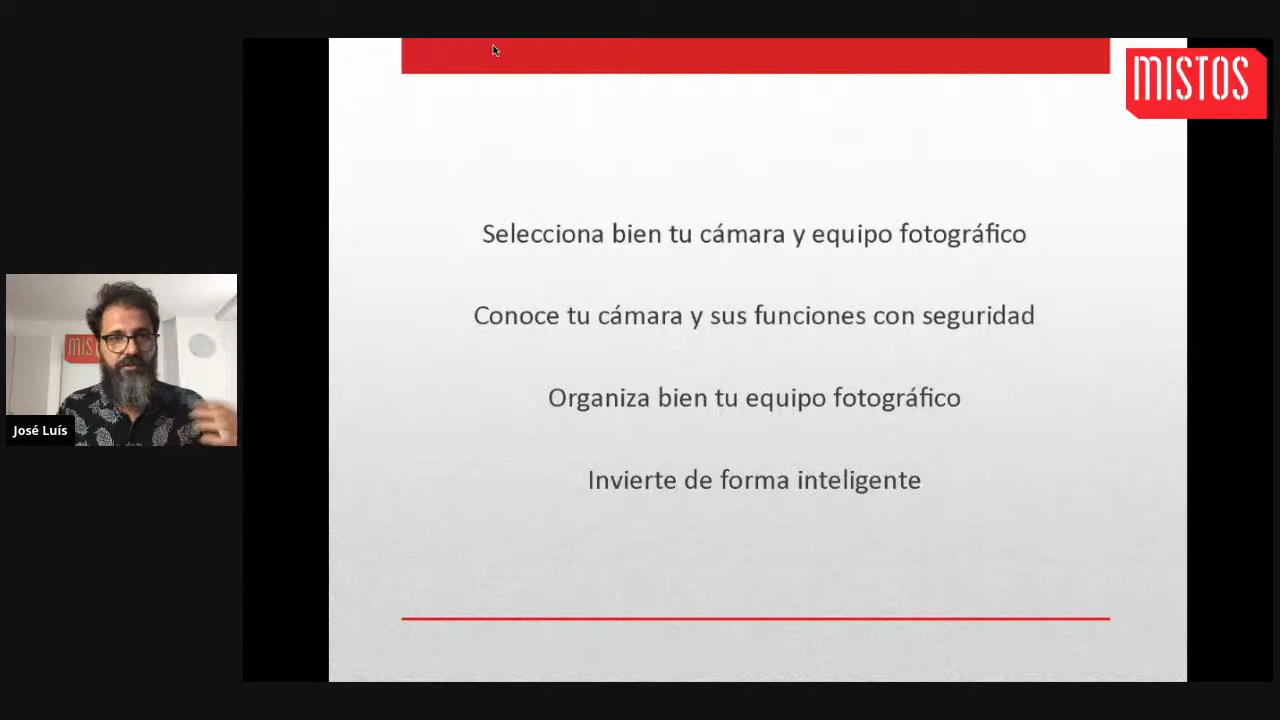 MISTOS
Selecciona bien tu cámara y equipo fotográfico
Conoce tu cámara y sus funciones con seguridad
MIS
Organiza bien tu equipo fotográfico
José Luís
Invierte de forma inteligente